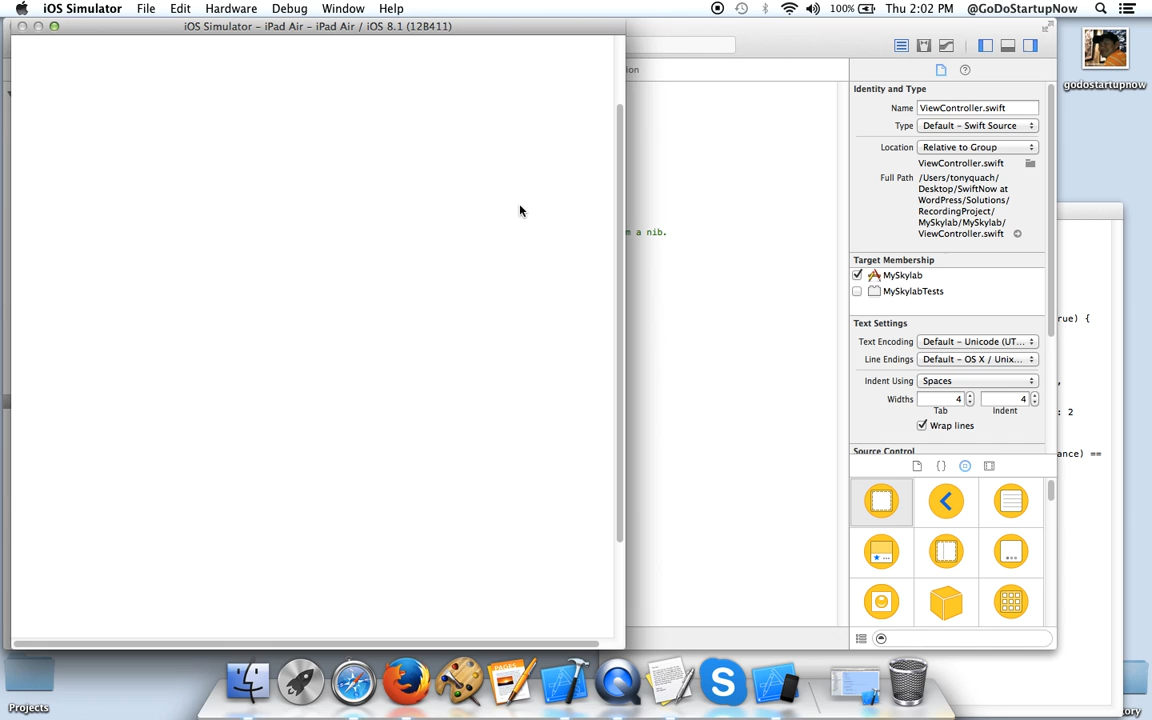 iOS Simulator File Edit Hardware Debug Window Help 100% Thu 2:02 PM @GoDoStartupNow
iOS Simulator – iPad Air – iPad Air / iOS 8.1 (12B411)
godostartupnow
Identity and Type
Name ViewController.swift
Type Default – Swift Source
Location Relative to Group
ViewController.swift
Full Path /Users/tonyquach/
Desktop/SwiftNow at
WordPress/Solutions/
RecordingProject/
MySkylab/MySkylab/
ViewController.swift
a nib.
Target Membership
MySkylab
MySkylabTests
Text Settings
Text Encoding Default – Unicode (UT...
Line Endings Default – OS X / Unix...
Indent Using Spaces
Widths 4 4
Tab Indent
Wrap lines
Source Control
rue) {
,
: 2
ance) ==
Projects
ory